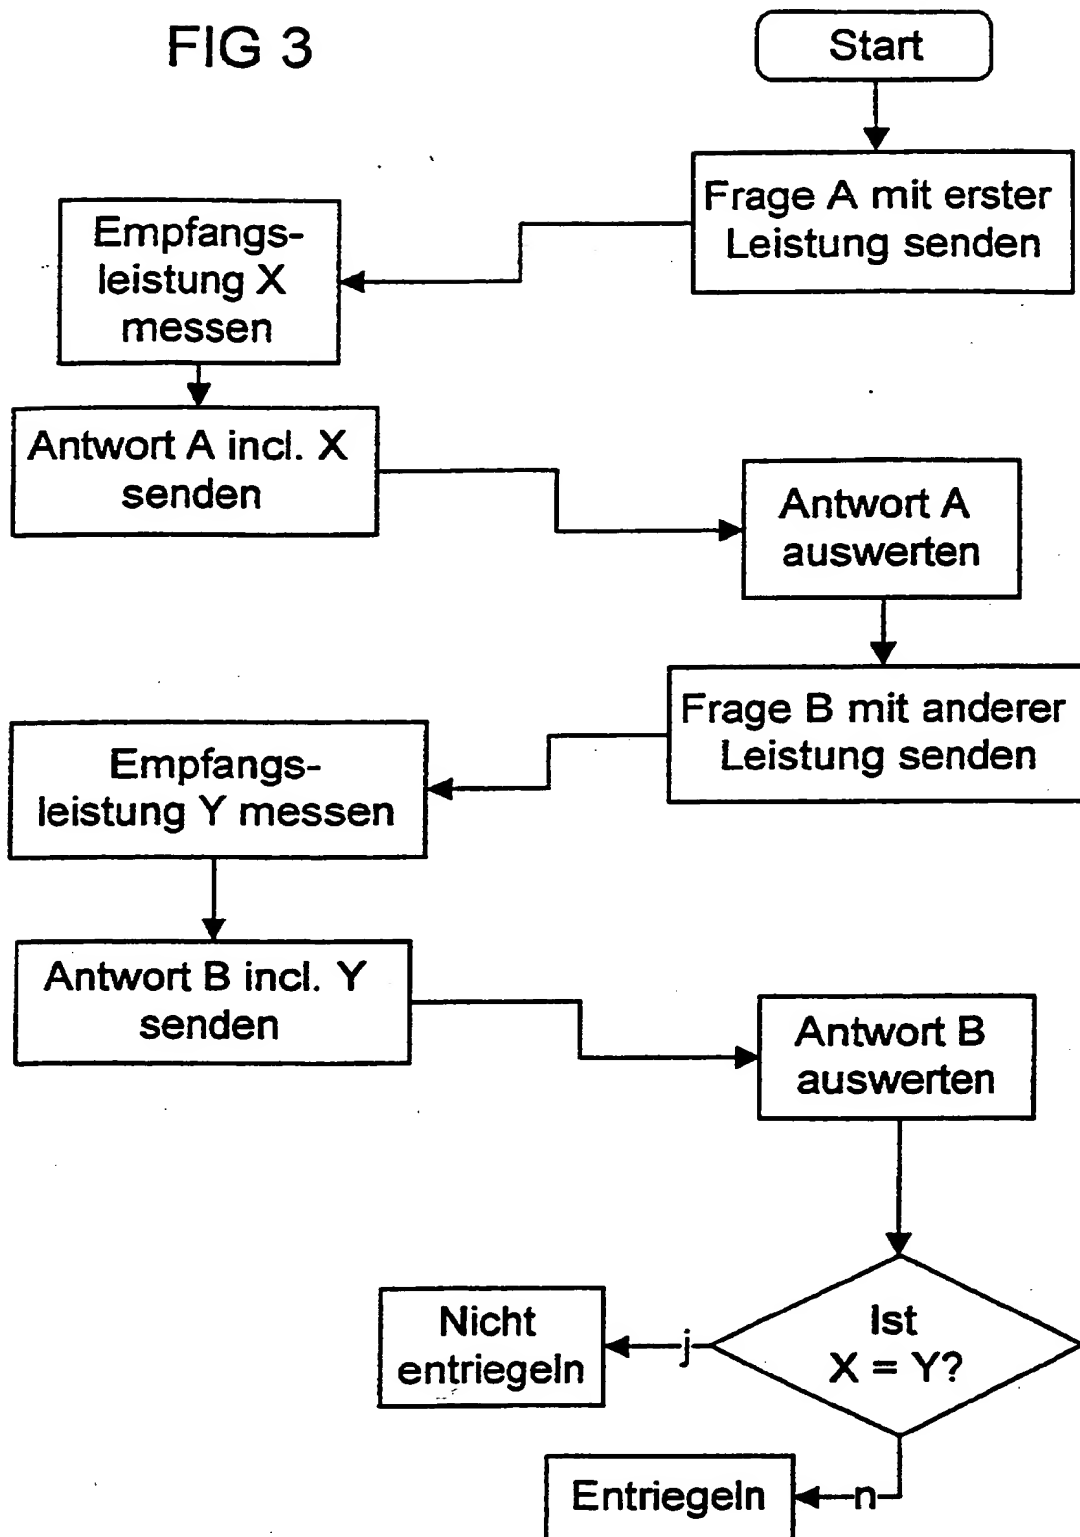 FIG 3
Start
Frage A mit erster
Leistung senden
Empfangs-
leistung X
messen
Antwort A incl. X
senden
Antwort A
auswerten
Frage B mit anderer
Leistung senden
Empfangs-
leistung Y messen
Antwort B incl. Y
senden
Antwort B
auswerten
Ist
X = Y?
j
Nicht
entriegeln
n
Entriegeln